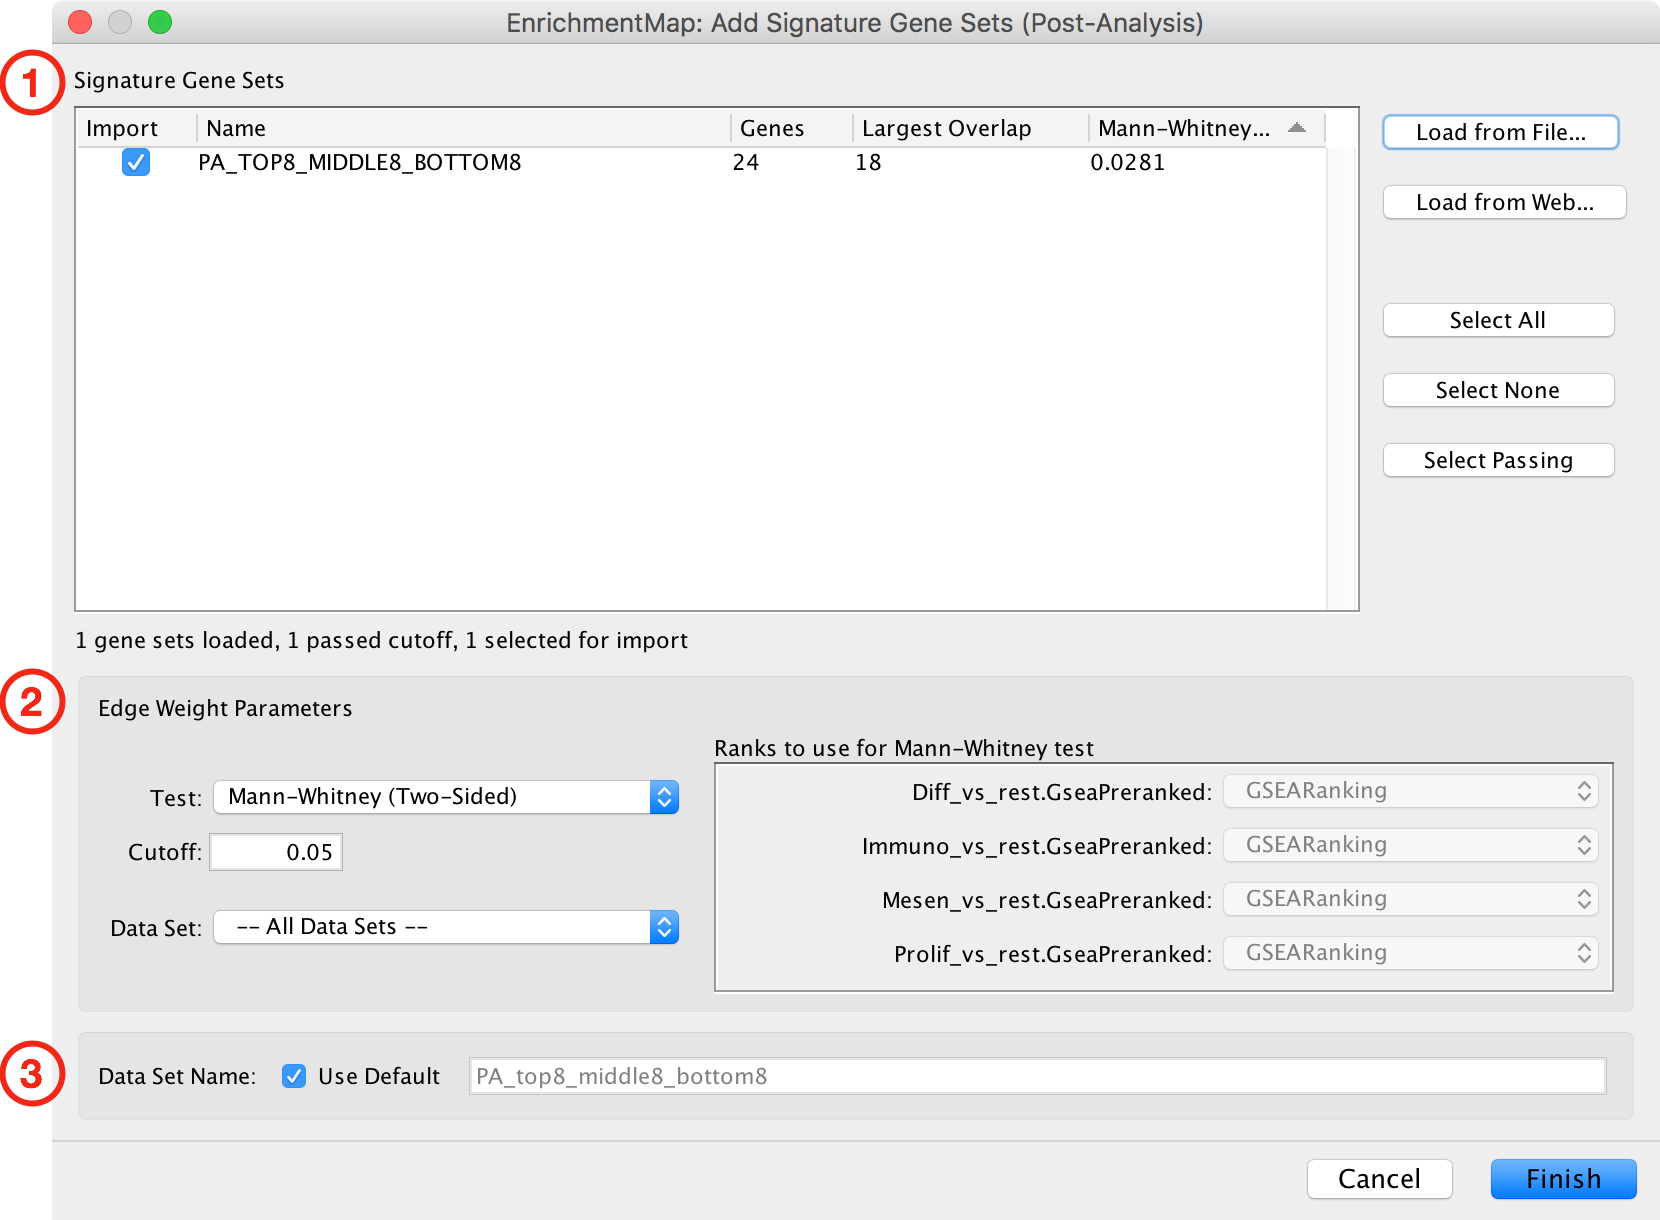 EnrichmentMap: Add Signature Gene Sets (Post-Analysis)
1 Signature Gene Sets
Import Name Genes Largest Overlap Mann-Whitney...
PA_TOP8_MIDDLE8_BOTTOM8 24 18 0.0281
Load from File...
Load from Web...
Select All
Select None
Select Passing
1 gene sets loaded, 1 passed cutoff, 1 selected for import
2 Edge Weight Parameters
Test: Mann-Whitney (Two-Sided)
Cutoff: 0.05
Data Set: -- All Data Sets --
Ranks to use for Mann-Whitney test
Diff_vs_rest.GseaPreranked: GSEARanking
Immuno_vs_rest.GseaPreranked: GSEARanking
Mesen_vs_rest.GseaPreranked: GSEARanking
Prolif_vs_rest.GseaPreranked: GSEARanking
3 Data Set Name: Use Default PA_top8_middle8_bottom8
Cancel Finish